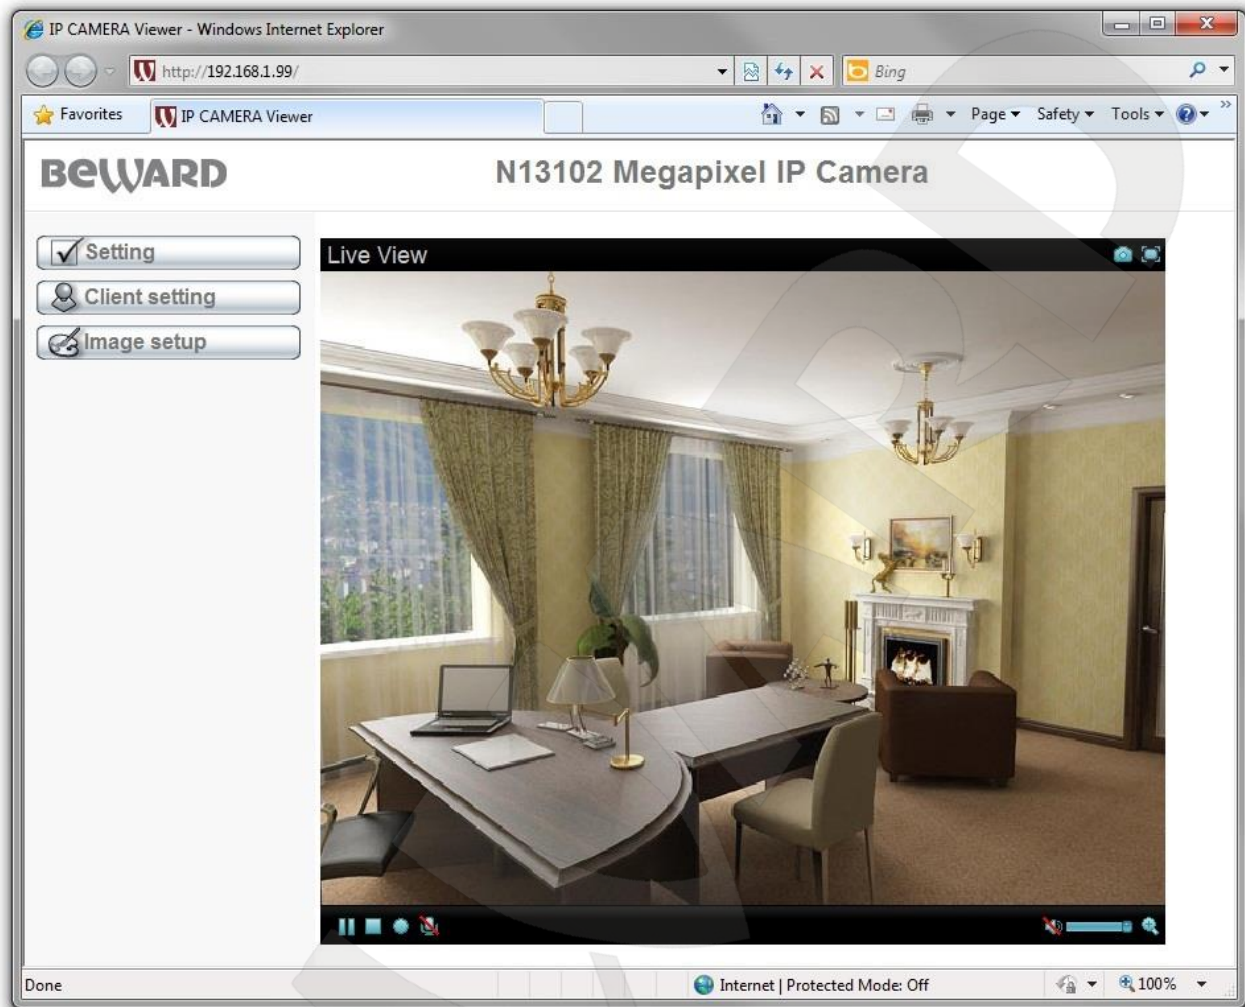 IP CAMERA Viewer - Windows Internet Explorer
http://192.168.1.99/
Bing
Favorites
IP CAMERA Viewer
Page
Safety
Tools
BEWARD
N13102 Megapixel IP Camera
Setting
Client setting
Image setup
Live View
Done
Internet | Protected Mode: Off
100%